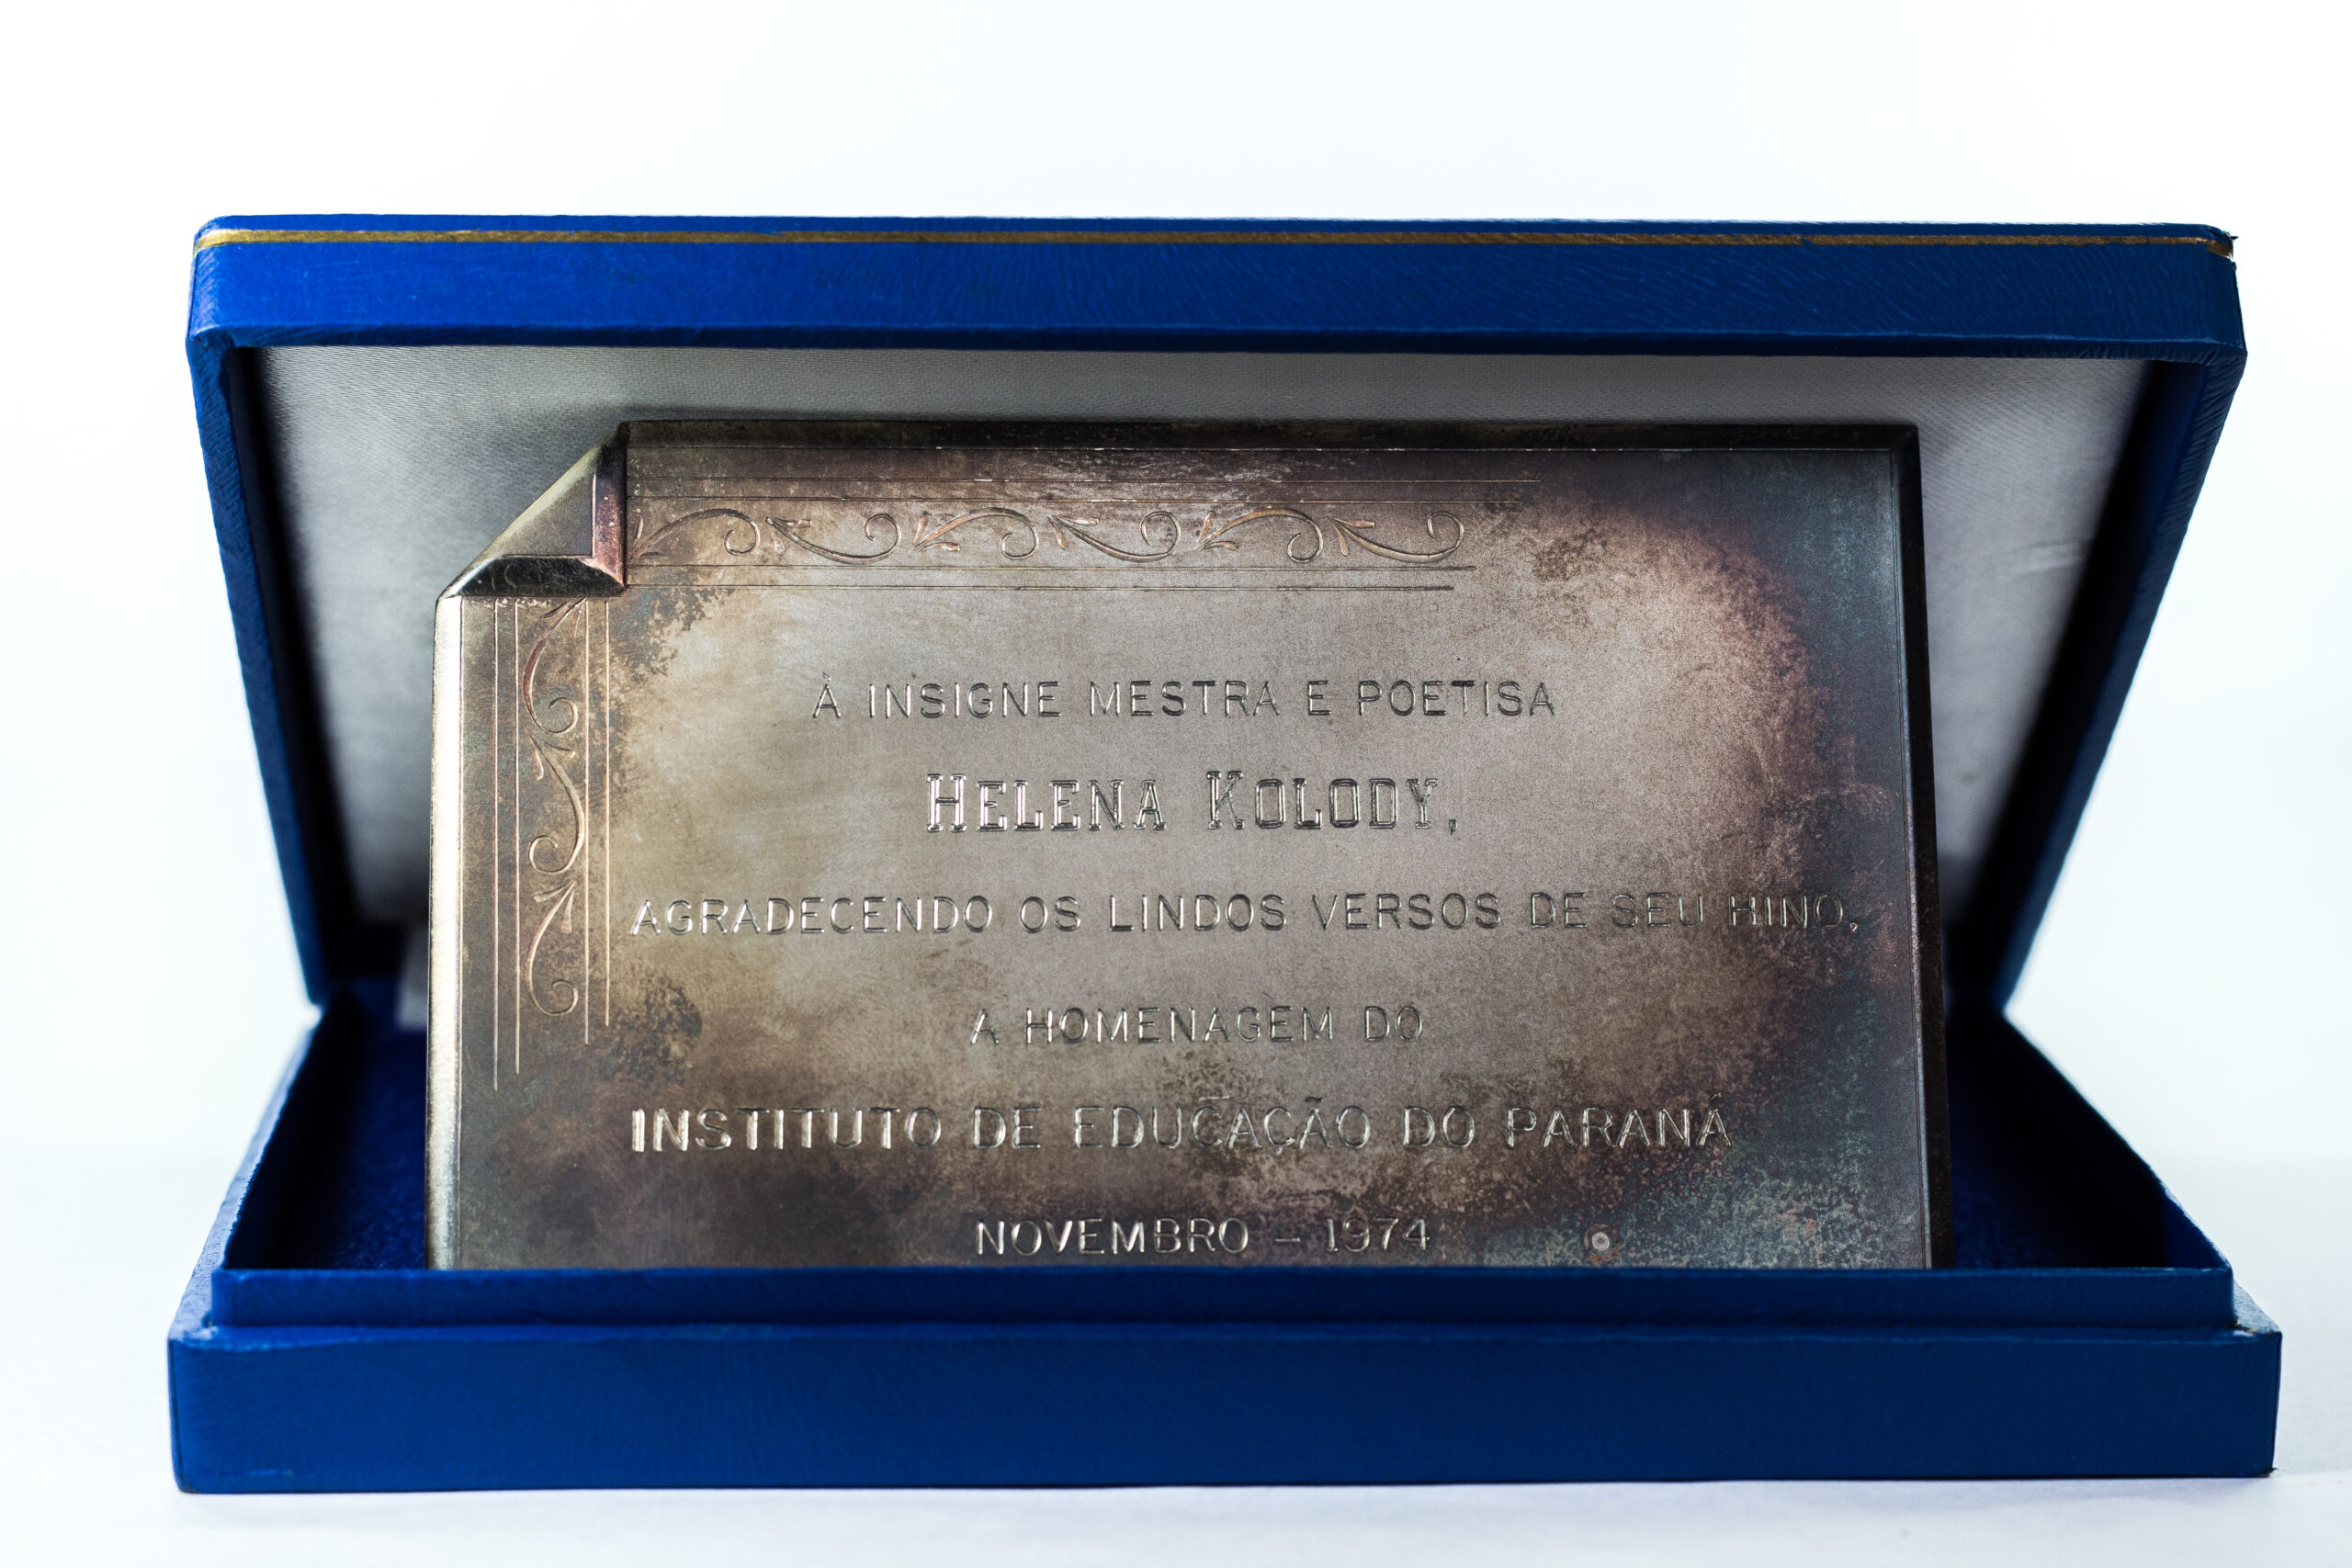 À INSIGNE MESTRA E POETISA
HELENA KOLODY,
AGRADECENDO OS LINDOS VERSOS DE SEU HINO,
A HOMENAGEM DO
INSTITUTO DE EDUCAÇÃO DO PARANÁ
NOVEMBRO - 1974